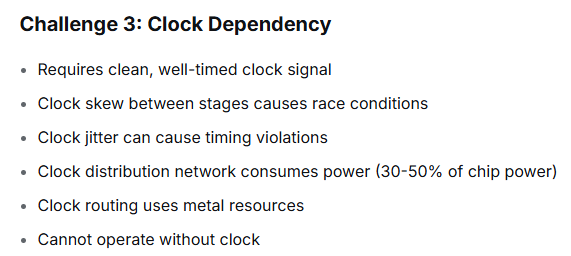 Challenge 3: Clock Dependency
Requires clean, well-timed clock signal
Clock skew between stages causes race conditions
Clock jitter can cause timing violations
Clock distribution network consumes power (30-50% of chip power)
Clock routing uses metal resources
Cannot operate without clock